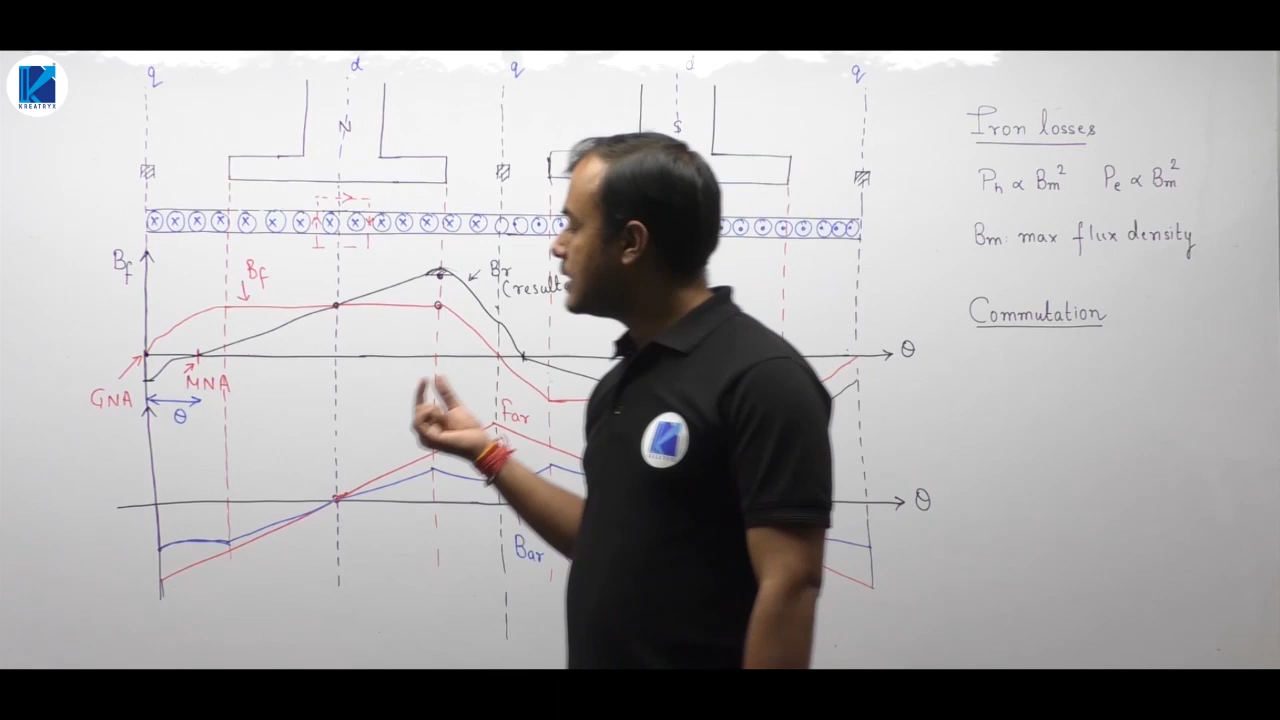 KREATRYX
q d q d q
N S
Iron losses
Ph ∝ Bm² Pe ∝ Bm²
Bm: max flux density
Commutation
Bf
Bf
Br
(result
θ
GNA
MNA
θ
Far
θ
Bar